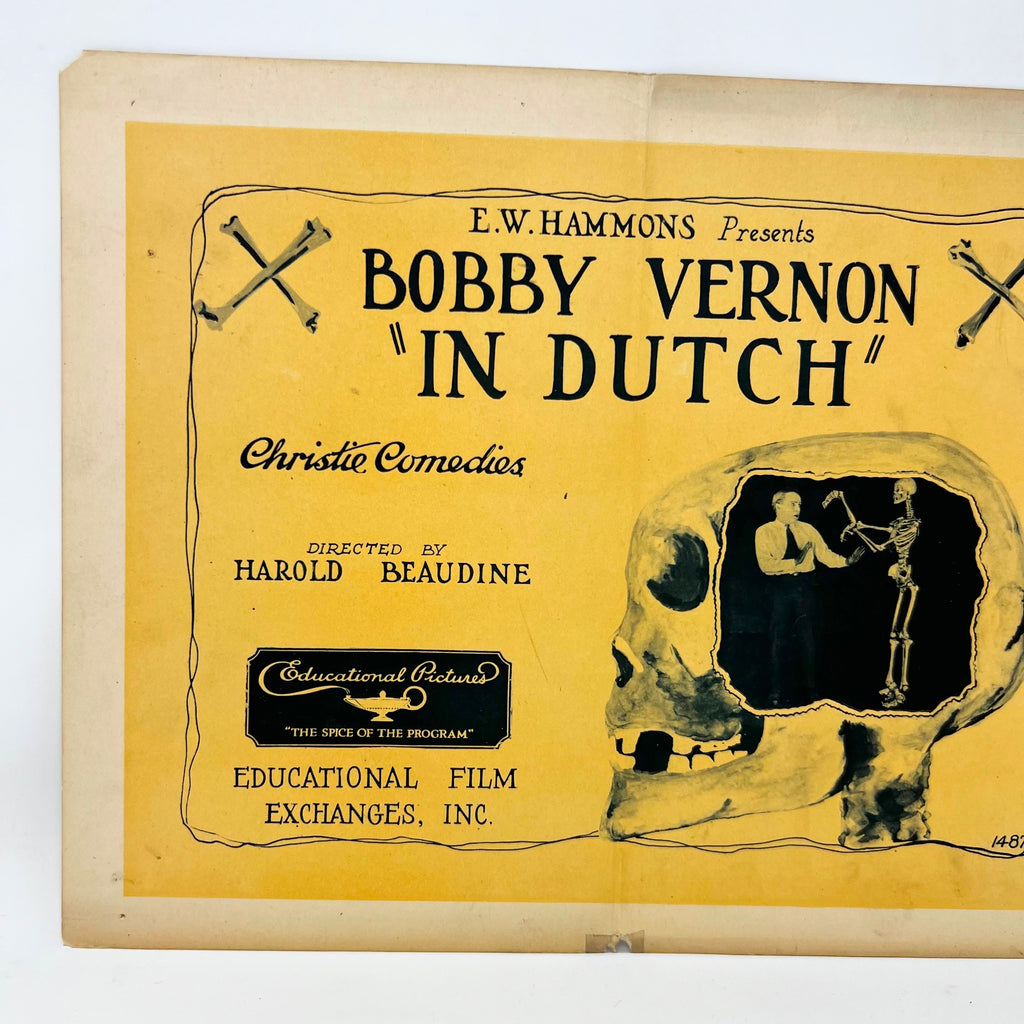 E.W. HAMMONS Presents
BOBBY VERNON
"IN DUTCH"
Christie Comedies
DIRECTED BY
HAROLD BEAUDINE
Educational Pictures
"THE SPICE OF THE PROGRAM"
EDUCATIONAL FILM
EXCHANGES, INC.